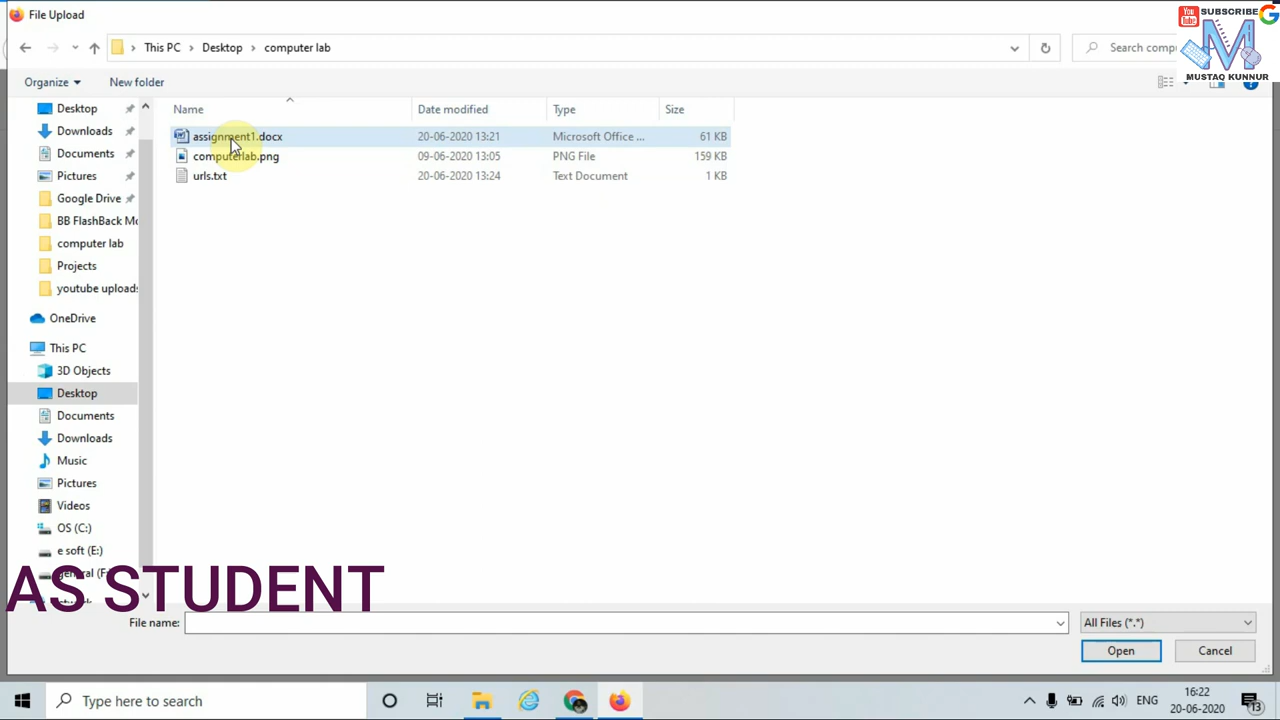 File Upload
SUBSCRIBE
You
Tube
This PC
Desktop
computer lab
Search
MUSTAQ KUNNUR
Organize
New folder
Name
Date modified
Type
Size
Desktop
Downloads
Documents
Pictures
Google Drive
BB FlashBack Mo
computer lab
Projects
youtube uploads
OneDrive
This PC
3D Objects
Desktop
Documents
Downloads
Music
Pictures
Videos
OS (C:)
e soft (E:)
assignment1.docx 20-06-2020 13:21 Microsoft Office ... 61 KB
computerlab.png 09-06-2020 13:05 PNG File 159 KB
urls.txt 20-06-2020 13:24 Text Document 1 KB
AS STUDENT
File name:
All Files (*.*)
Open
Cancel
Type here to search
ENG
16:22
20-06-2020
13